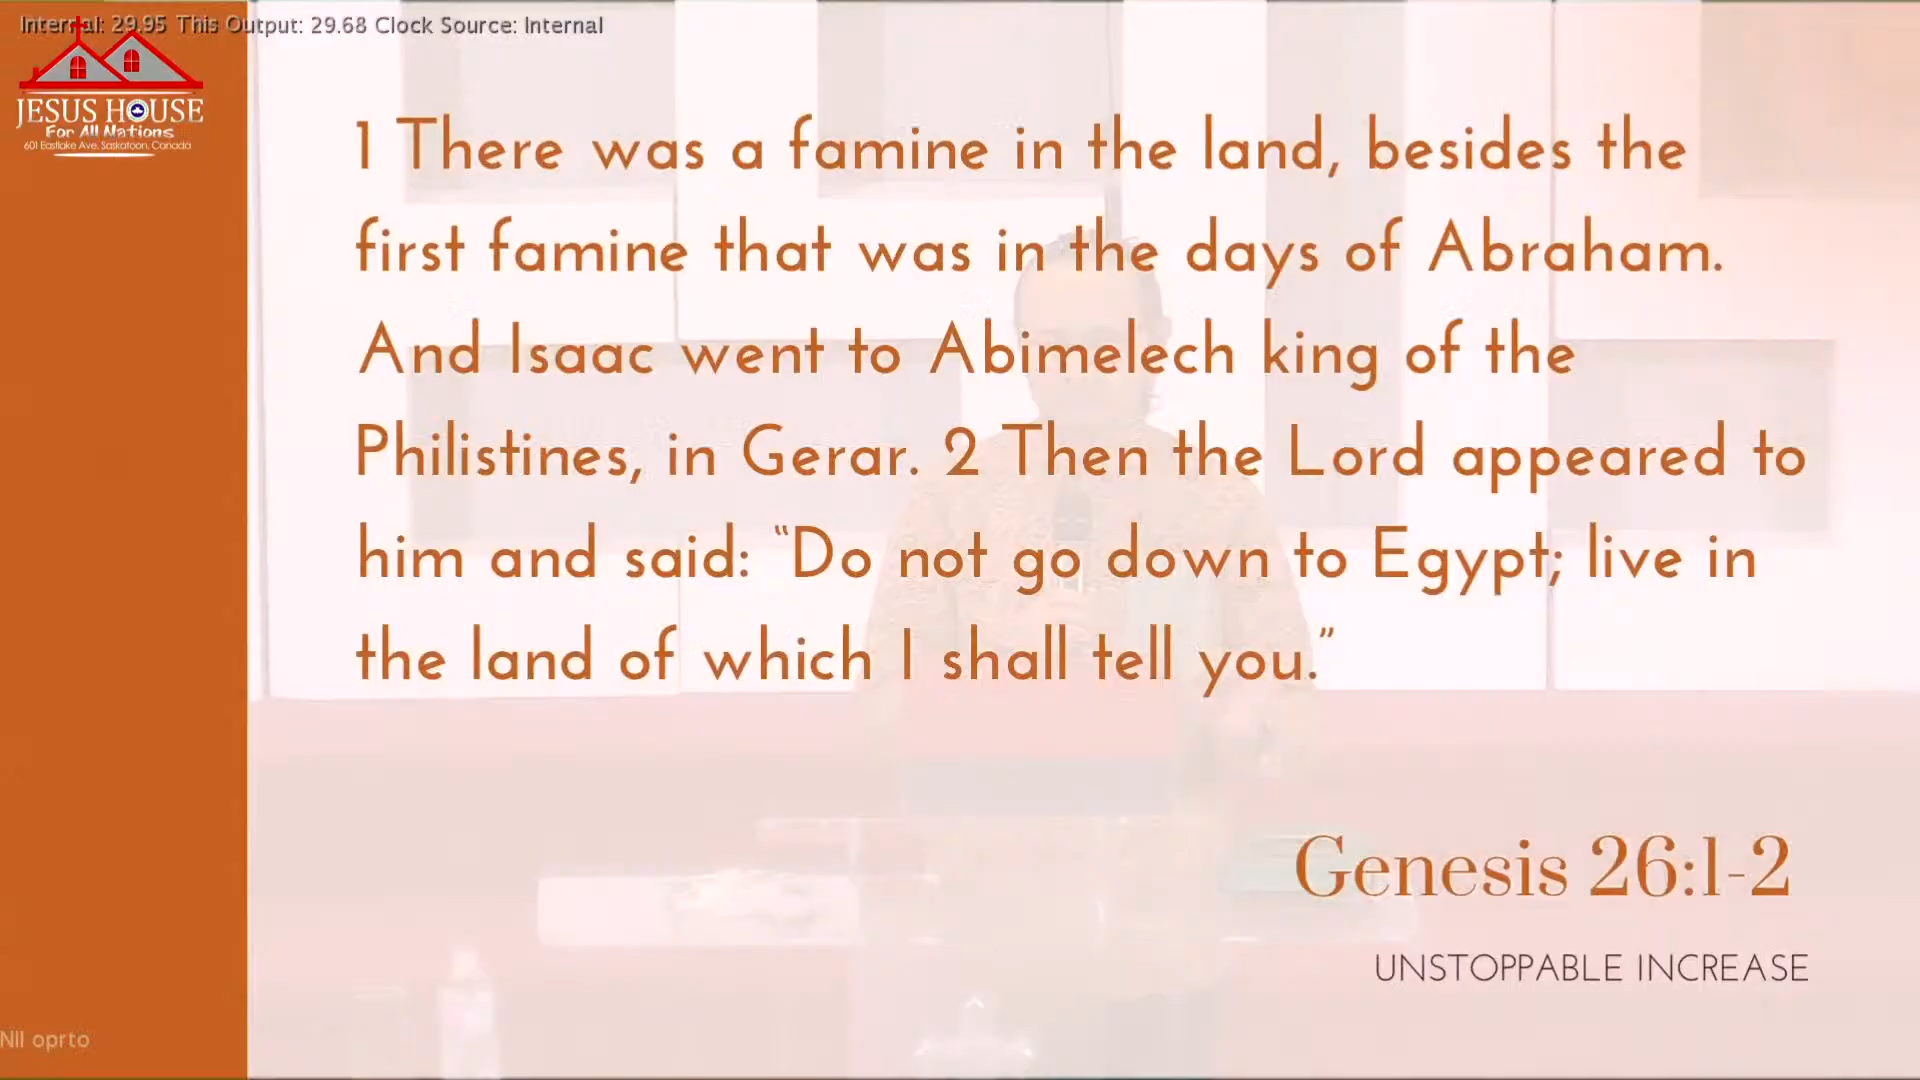 Internal: 29.95 This Output: 29.68 Clock Source: Internal
JESUS HOUSE
For All Nations
601 Eastlake Ave. Saskatoon, Canada
1 There was a famine in the land, besides the
first famine that was in the days of Abraham.
And Isaac went to Abimelech king of the
Philistines, in Gerar. 2 Then the Lord appeared to
him and said: “Do not go down to Egypt; live in
the land of which I shall tell you.”
Genesis 26:1-2
UNSTOPPABLE INCREASE